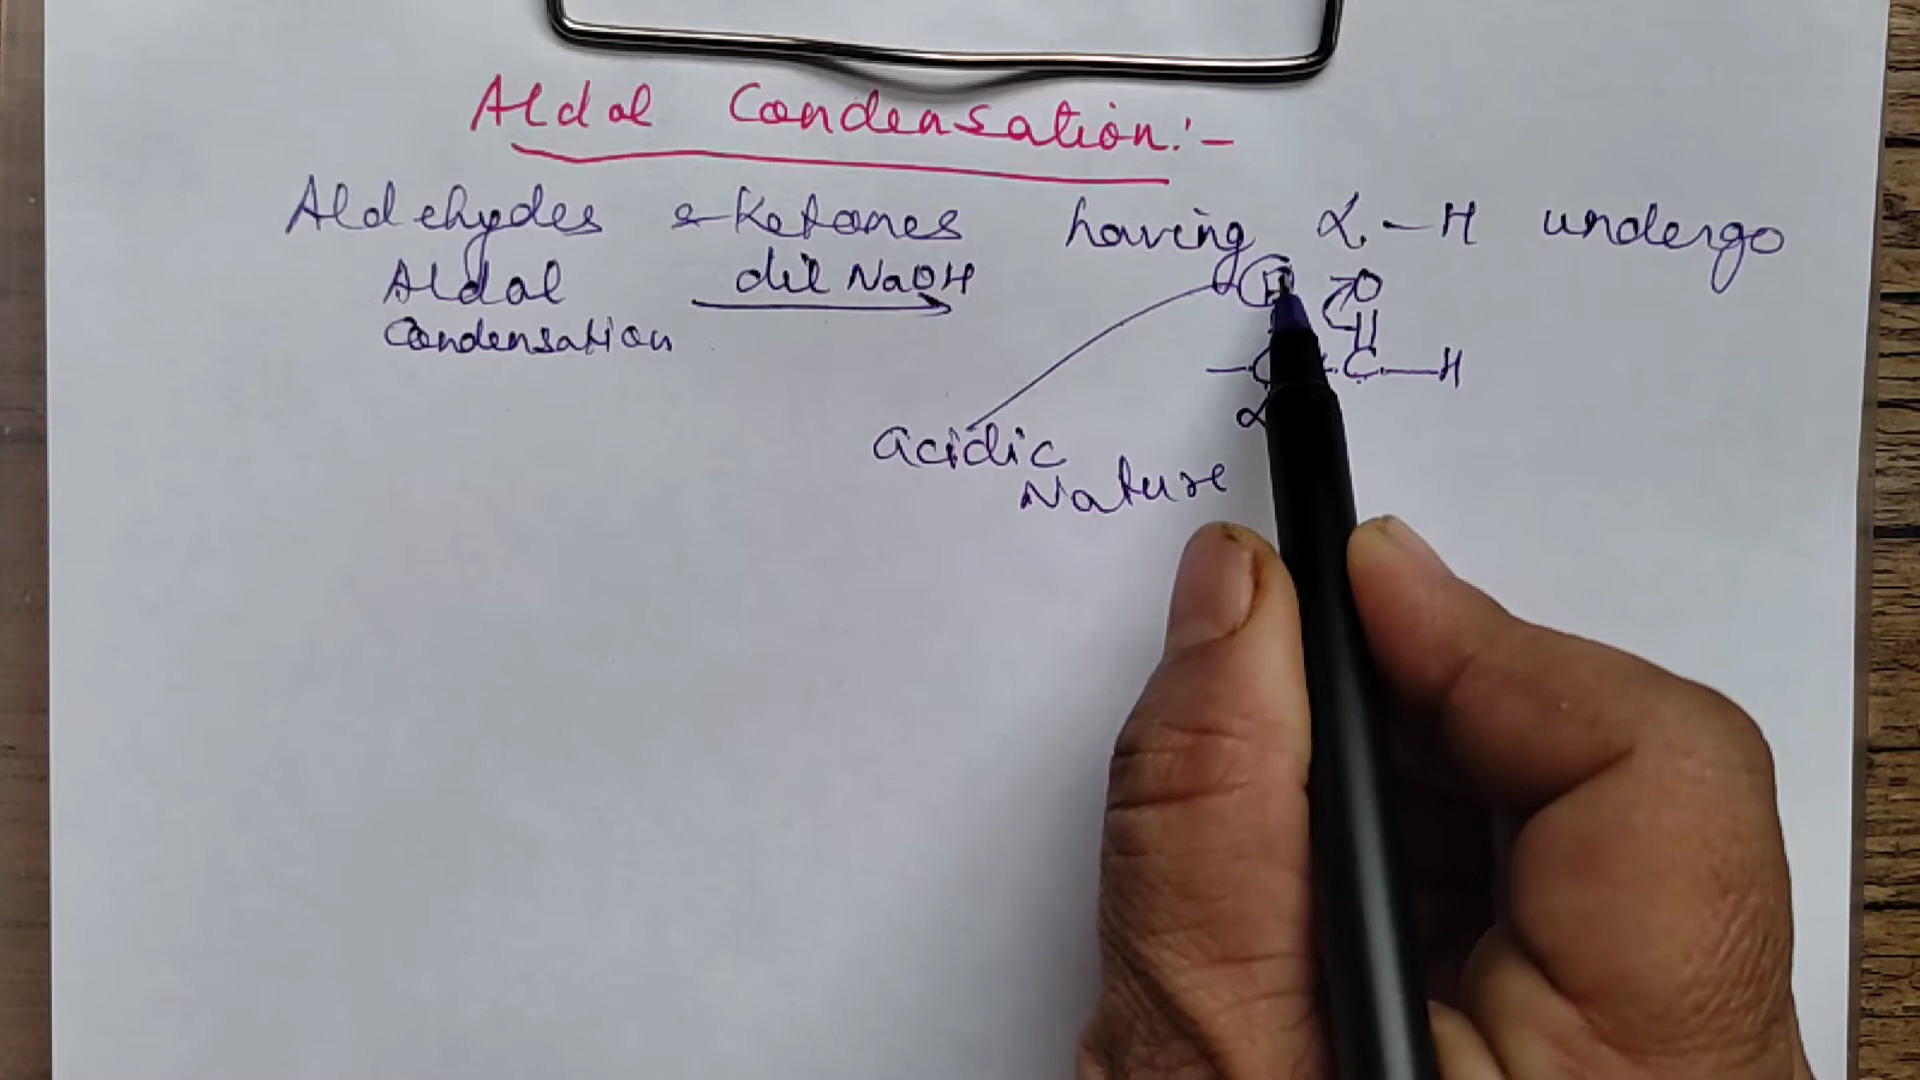 Aldol Condensation:-
Aldehydes & Ketones having α-H undergo
Aldol dil NaOH
Condensation
O
C C-H
α
acidic
Nature